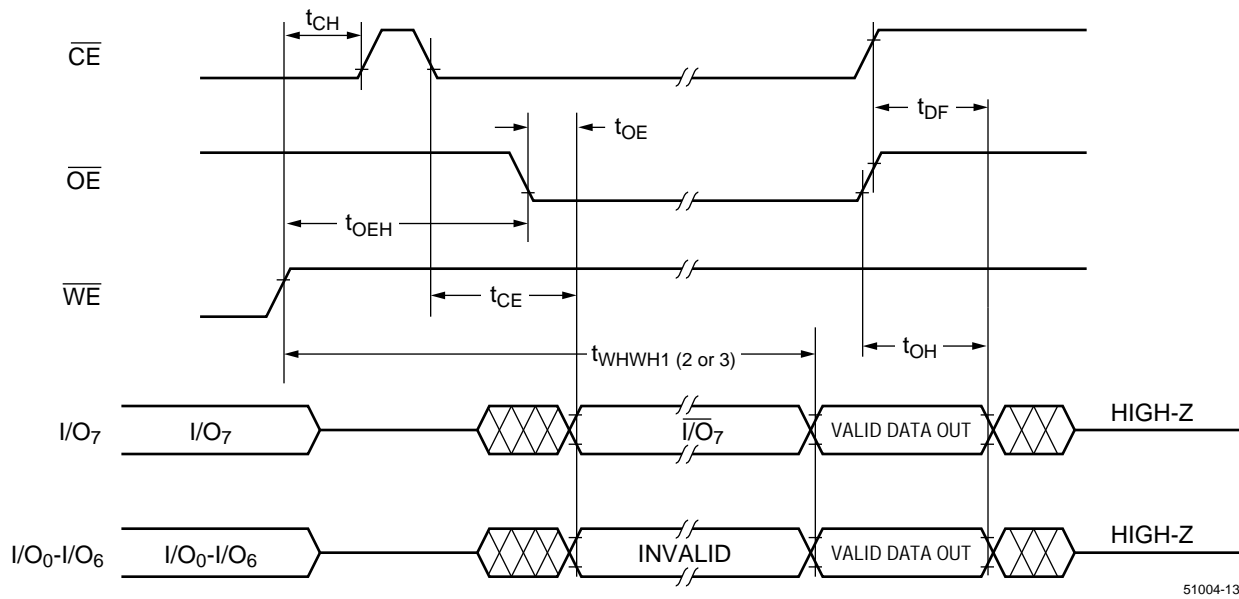 tCH
CE
tDF
tOE
OE
tOEH
WE
tCE
tOH
tWHWH1 (2 or 3)
I/O7 I/O7 I/O7 VALID DATA OUT HIGH-Z
I/O0-I/O6 I/O0-I/O6 INVALID VALID DATA OUT HIGH-Z
51004-13